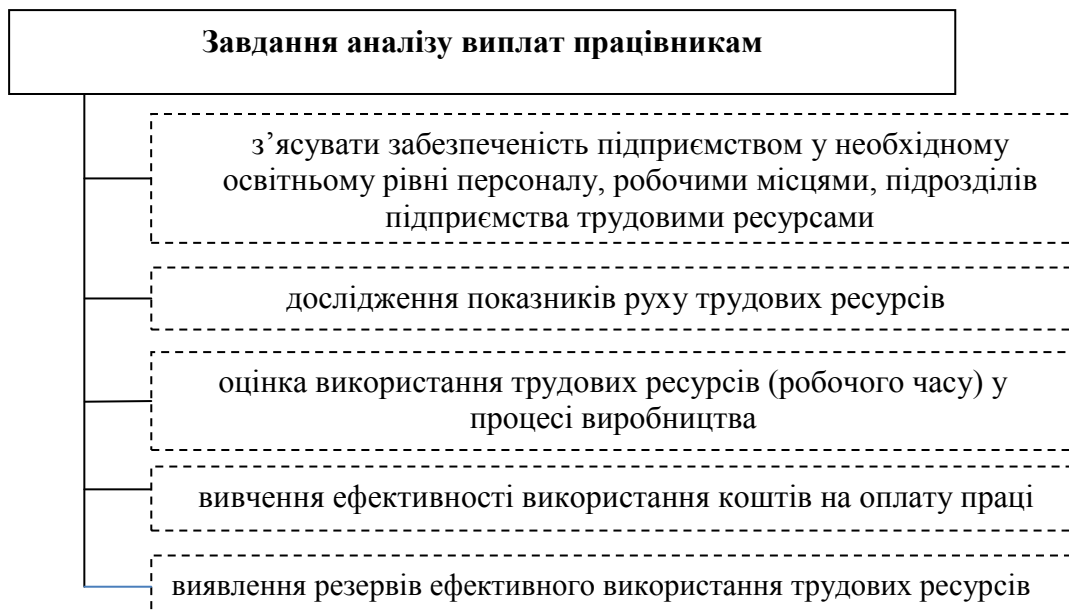 Завдання аналізу виплат працівникам
з’ясувати забезпеченість підприємством у необхідному
освітньому рівні персоналу, робочими місцями, підрозділів
підприємства трудовими ресурсами
дослідження показників руху трудових ресурсів
оцінка використання трудових ресурсів (робочого часу) у
процесі виробництва
вивчення ефективності використання коштів на оплату праці
виявлення резервів ефективного використання трудових ресурсів